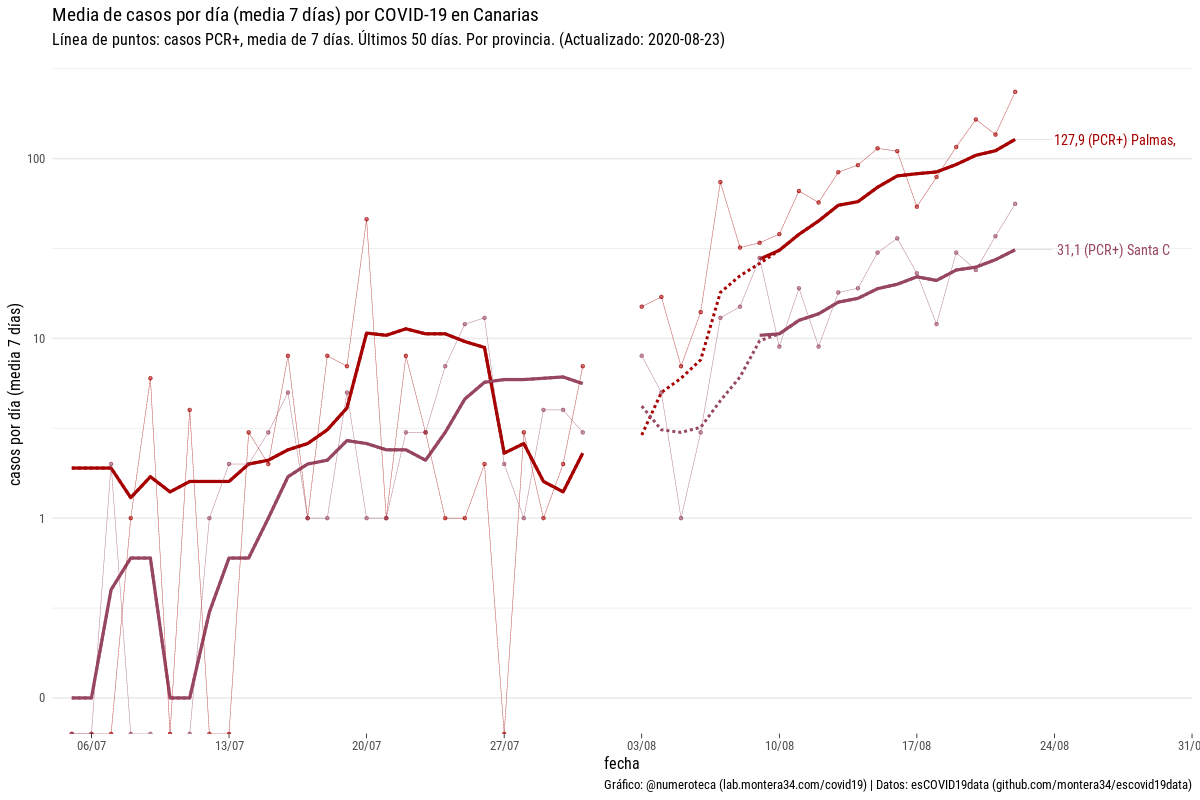 Media de casos por día (media 7 días) por COVID-19 en Canarias
Línea de puntos: casos PCR+, media de 7 días. Últimos 50 días. Por provincia. (Actualizado: 2020-08-23)
casos por día (media 7 días)
100
10
1
0
127,9 (PCR+) Palmas,
31,1 (PCR+) Santa C
06/07
13/07
20/07
27/07
03/08
10/08
17/08
24/08
31/0
fecha
Gráfico: @numeroteca (lab.montera34.com/covid19) | Datos: esCOVID19data (github.com/montera34/escovid19data)